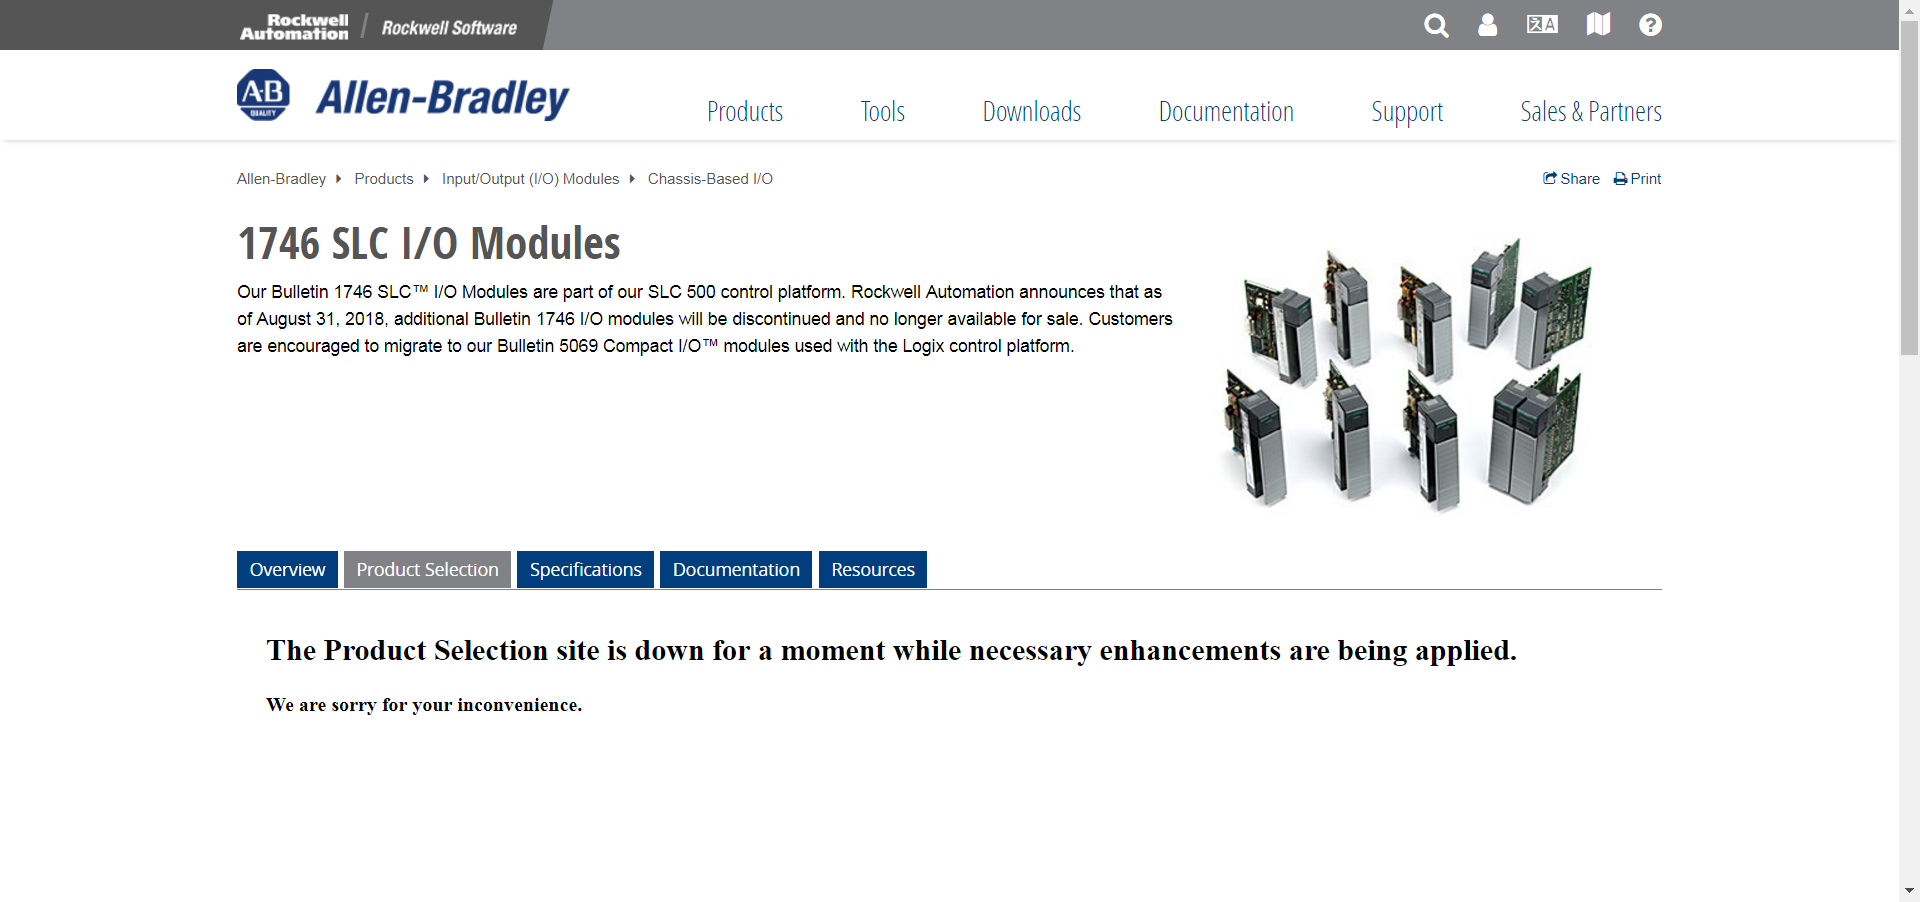 Rockwell Automation
Rockwell Software
A·B QUALITY
Allen-Bradley
Products Tools Downloads Documentation Support Sales & Partners
Allen-Bradley Products Input/Output (I/O) Modules Chassis-Based I/O
Share Print
1746 SLC I/O Modules
Our Bulletin 1746 SLC™ I/O Modules are part of our SLC 500 control platform. Rockwell Automation announces that as
of August 31, 2018, additional Bulletin 1746 I/O modules will be discontinued and no longer available for sale. Customers
are encouraged to migrate to our Bulletin 5069 Compact I/O™ modules used with the Logix control platform.
Overview Product Selection Specifications Documentation Resources
The Product Selection site is down for a moment while necessary enhancements are being applied.
We are sorry for your inconvenience.